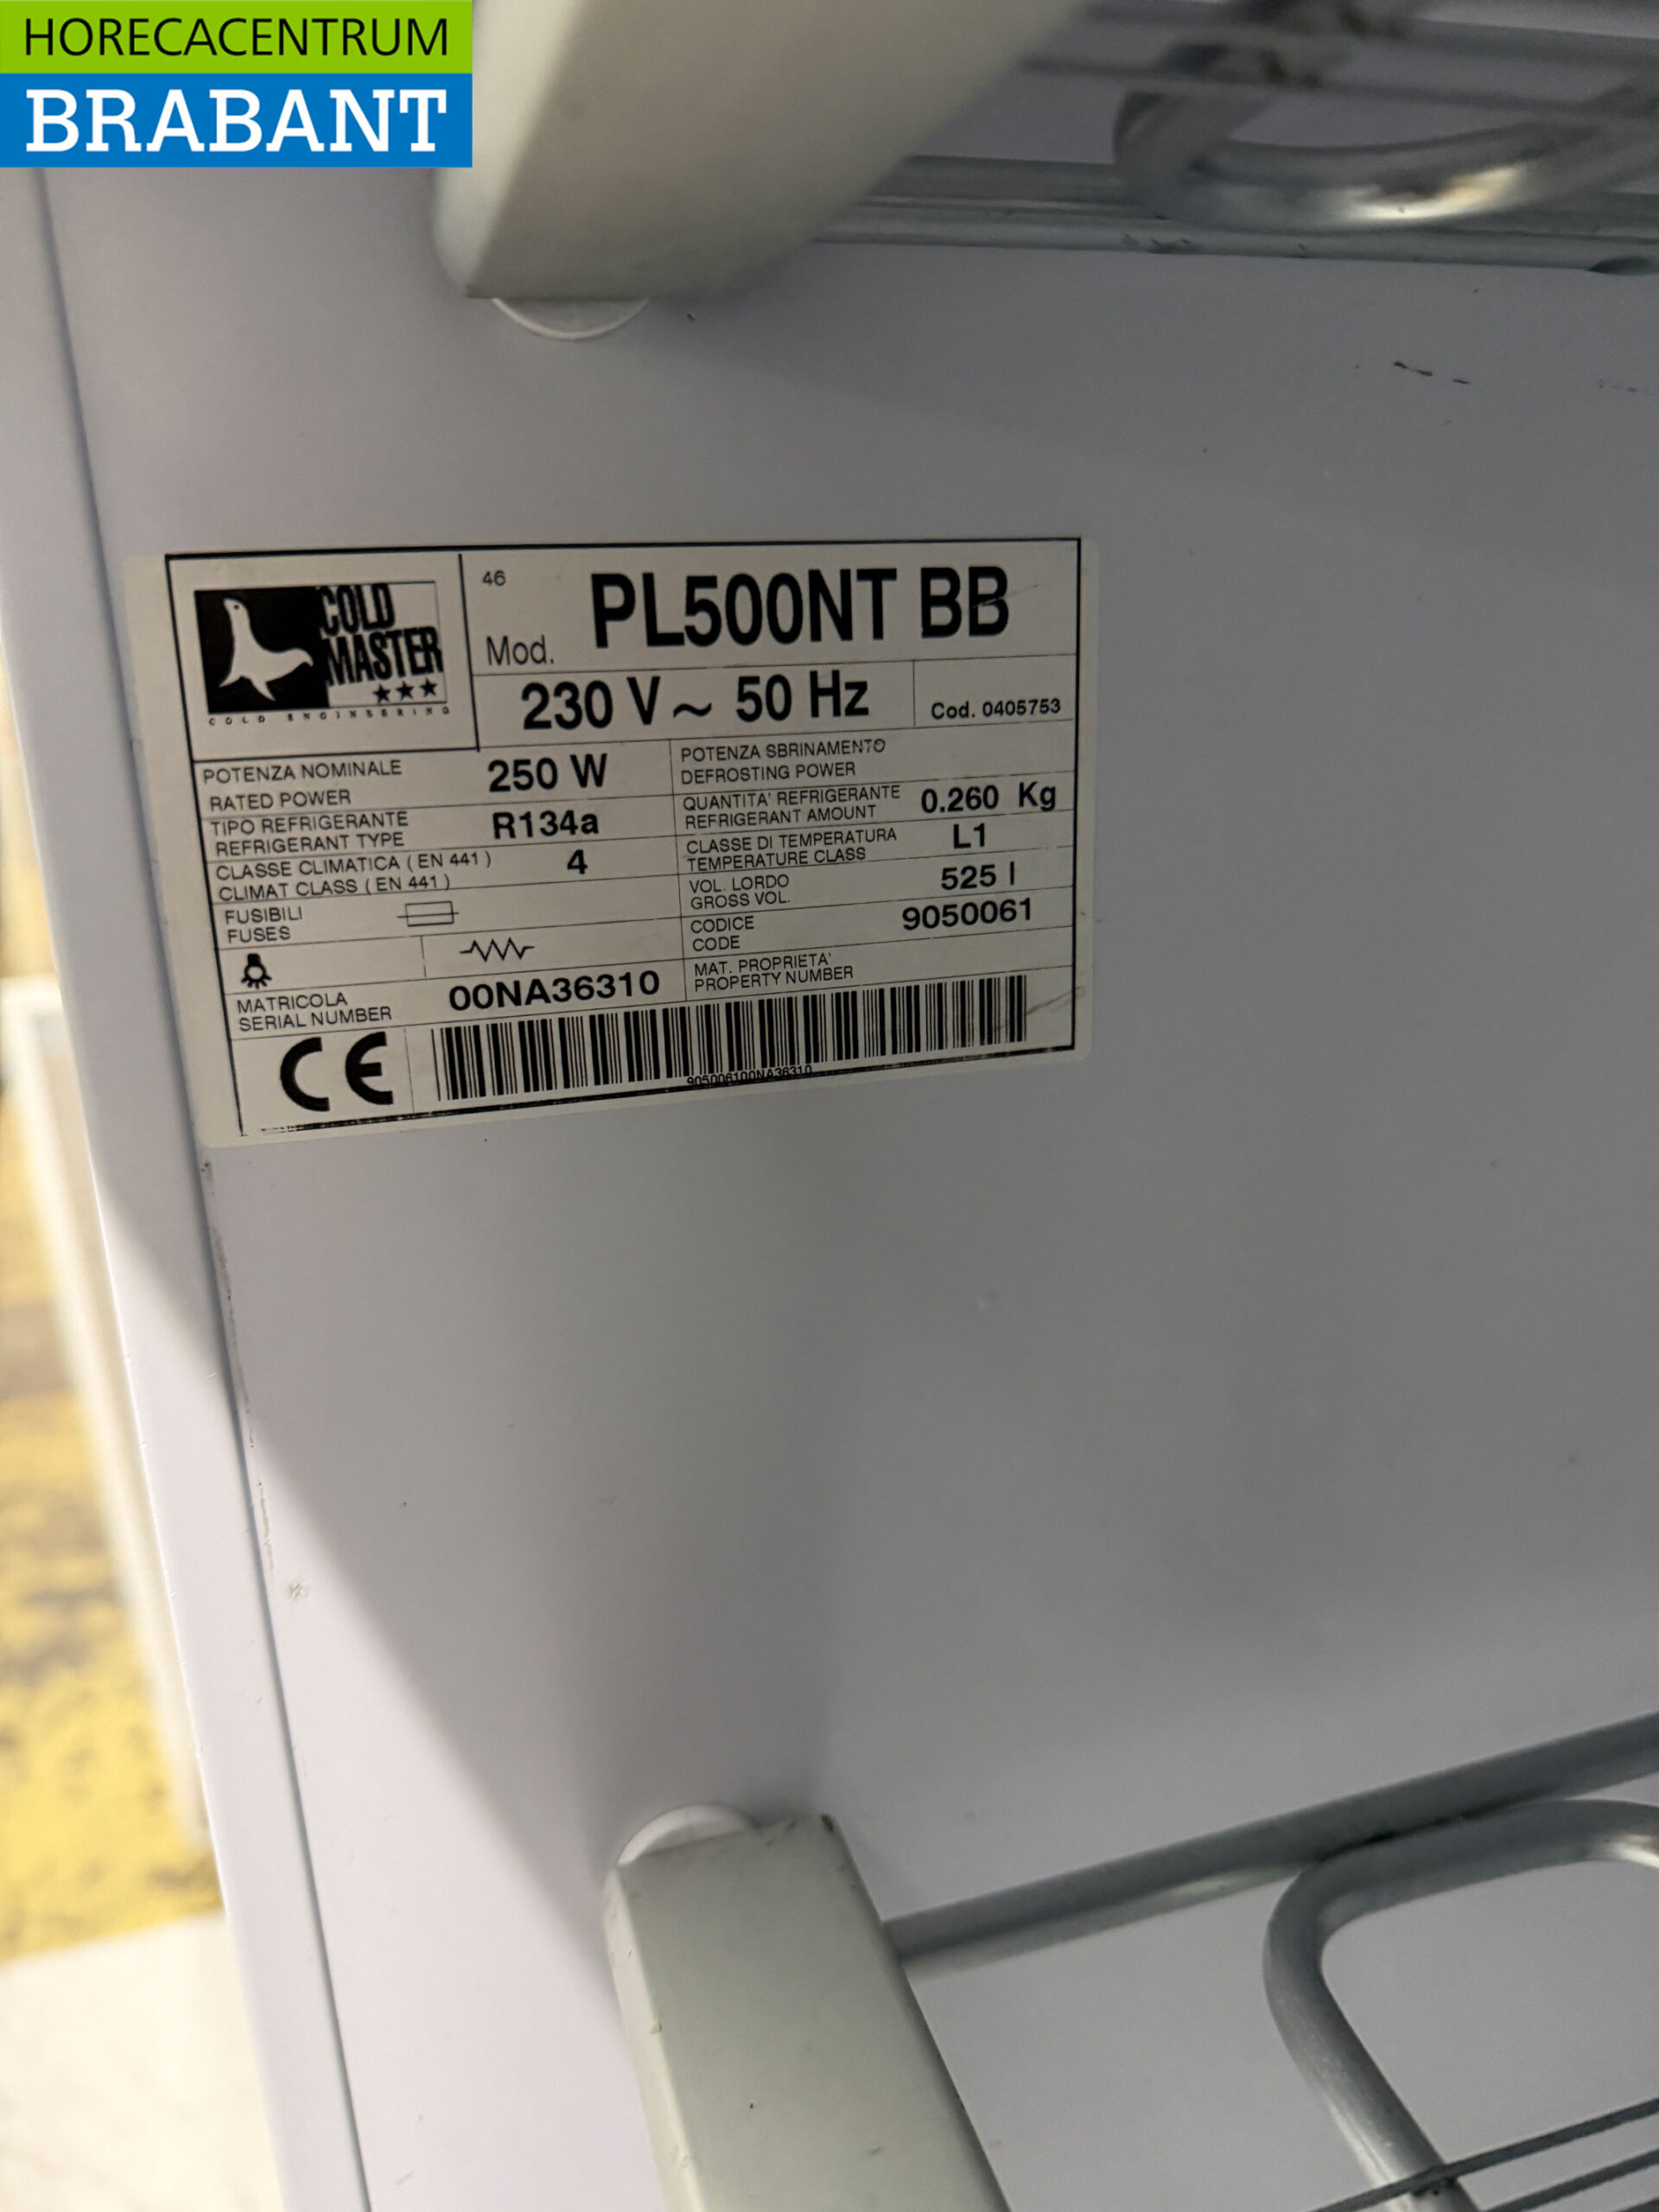 HORECACENTRUM
BRABANT
COLD
MASTER
COLD ENGINEERING
46
Mod. PL500NT BB
230 V ~ 50 Hz
Cod. 0405753
POTENZA NOMINALE
RATED POWER
250 W
POTENZA SBRINAMENTO
DEFROSTING POWER
TIPO REFRIGERANTE
REFRIGERANT TYPE
R134a
QUANTITA' REFRIGERANTE
REFRIGERANT AMOUNT
0.260 Kg
CLASSE CLIMATICA ( EN 441 )
CLIMAT CLASS ( EN 441 )
4
CLASSE DI TEMPERATURA
TEMPERATURE CLASS
L1
FUSIBILI
FUSES
VOL. LORDO
GROSS VOL.
525 l
CODICE
CODE
9050061
MATRICOLA
SERIAL NUMBER
00NA36310
MAT. PROPRIETA'
PROPERTY NUMBER
CE
905006100NA36310